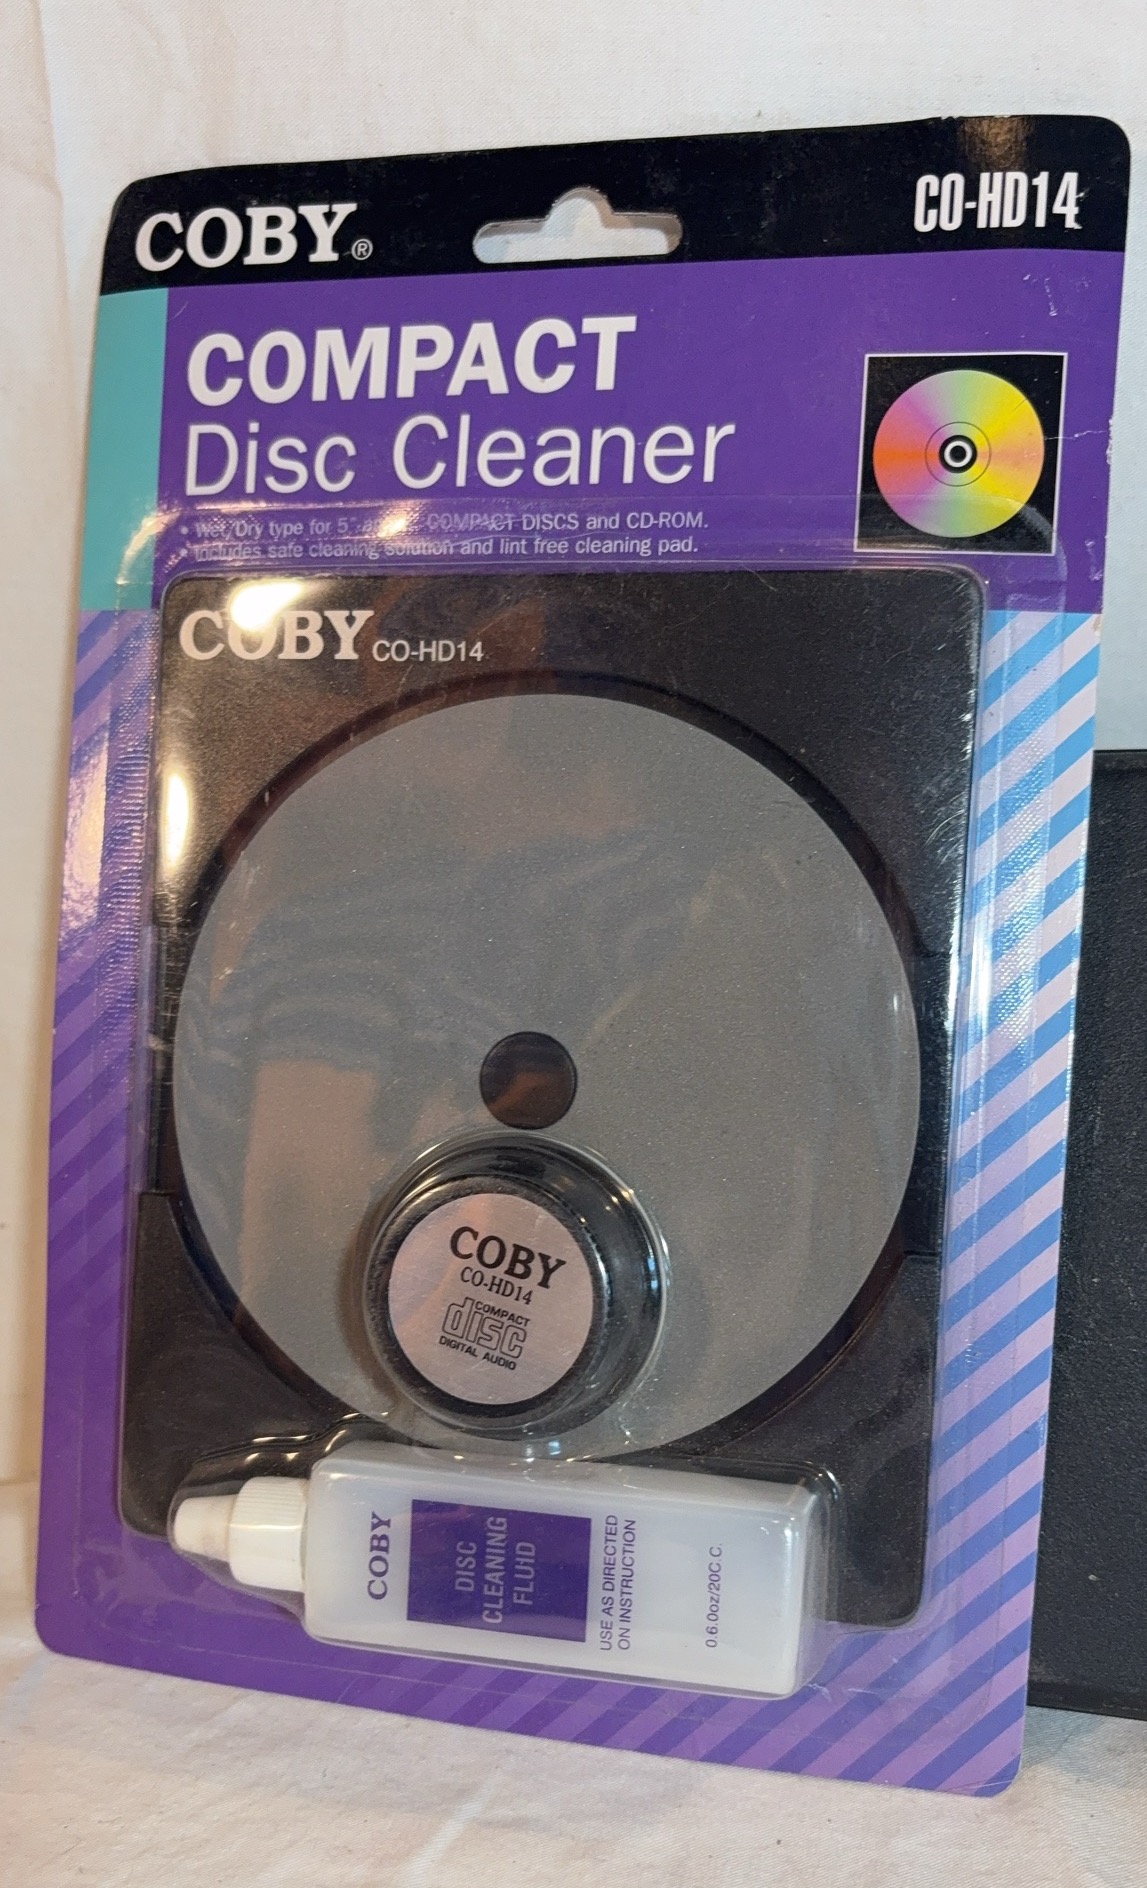 COBY®
CO-HD14
COMPACT
Disc Cleaner
• Wet/Dry type for 5" COMPACT DISCS and CD-ROM.
• Includes safe cleaning solution and lint free cleaning pad.
COBY CO-HD14
COBY
CO-HD14
COMPACT
disc
DIGITAL AUDIO
COBY
DISC
CLEANING
FLUID
USE AS DIRECTED
ON INSTRUCTION
0.6.0oz/20C.C.